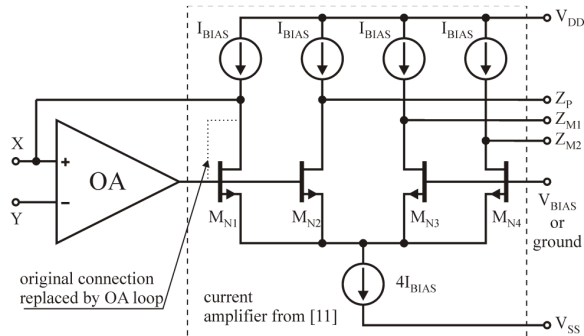 I_BIAS I_BIAS I_BIAS I_BIAS V_DD
Z_P
Z_M1
Z_M2
X
+
OA
Y
−
M_N1 M_N2 M_N3 M_N4
V_BIAS
or
ground
original connection
replaced by OA loop
4I_BIAS
current
amplifier from [11]
V_SS